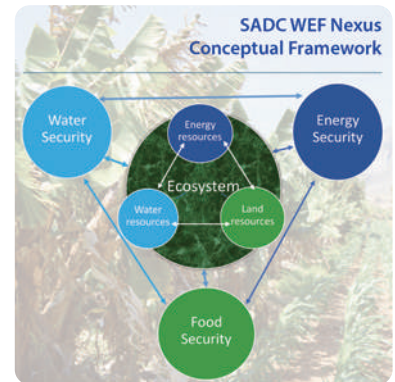 SADC WEF Nexus
Conceptual Framework
Water
Security
Energy
resources
Energy
Security
Ecosystem
Water
resources
Land
resources
Food
Security